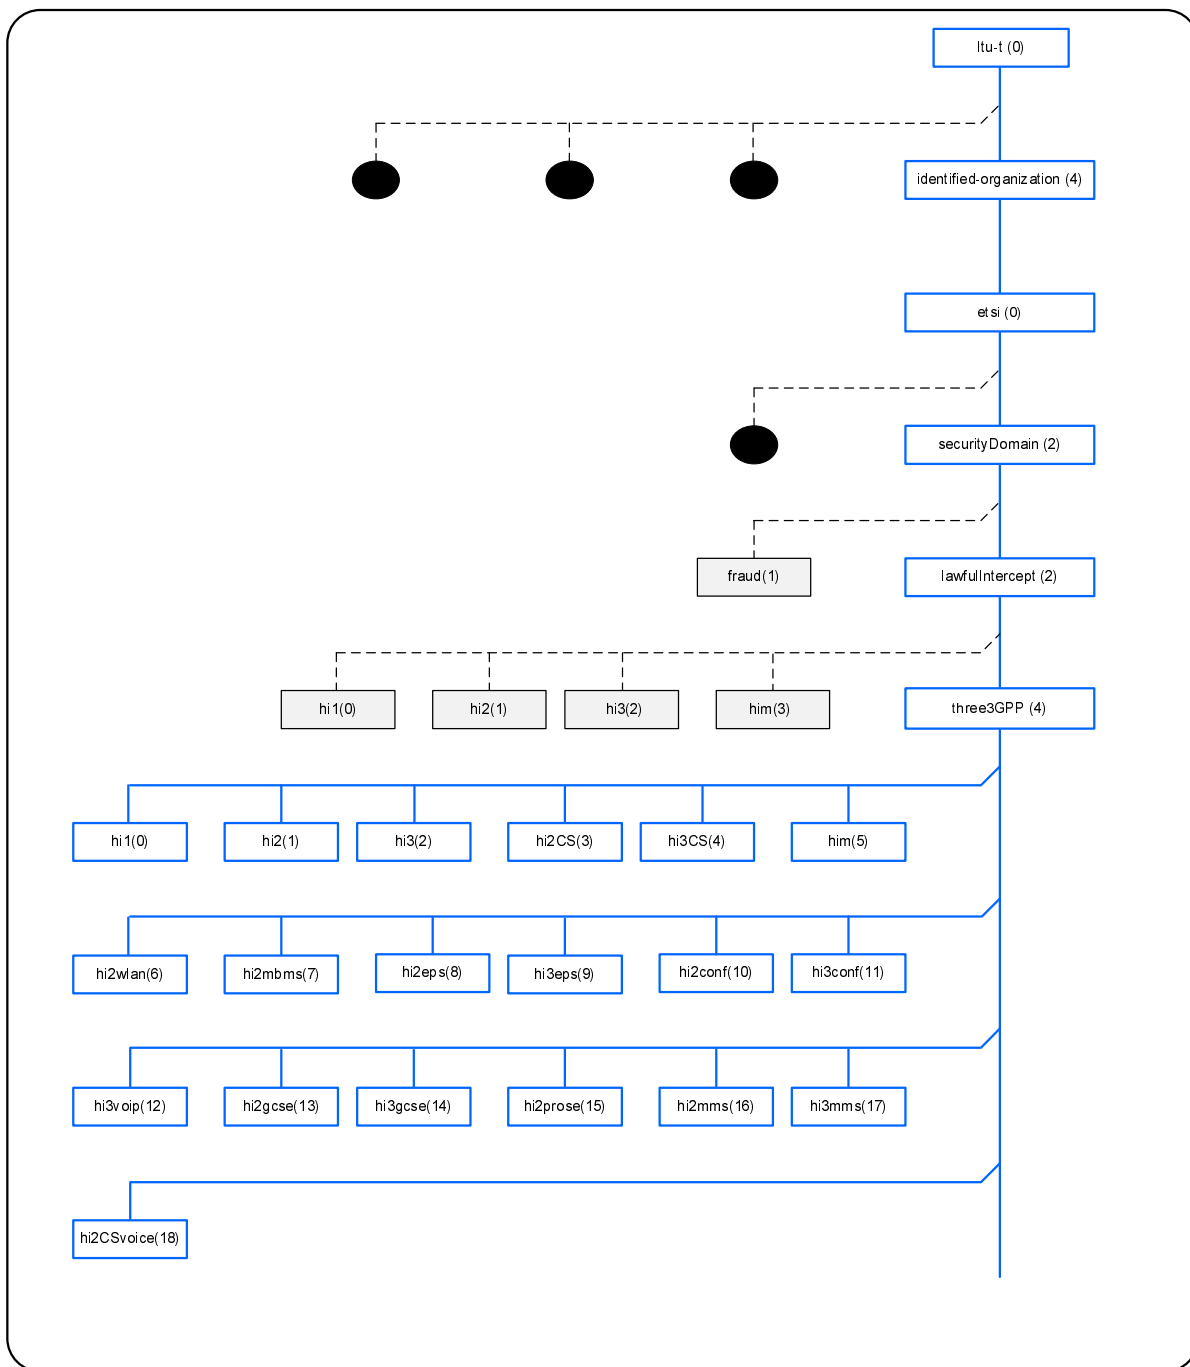 Itu-t (0)
identified-organization (4)
etsi (0)
securityDomain (2)
fraud(1)
lawfulIntercept (2)
hi1(0)
hi2(1)
hi3(2)
him(3)
three3GPP (4)
hi1(0)
hi2(1)
hi3(2)
hi2CS(3)
hi3CS(4)
him(5)
hi2wlan(6)
hi2mbms(7)
hi2eps(8)
hi3eps(9)
hi2conf(10)
hi3conf(11)
hi3voip(12)
hi2gcse(13)
hi3gcse(14)
hi2prose(15)
hi2mms(16)
hi3mms(17)
hi2CSvoice(18)